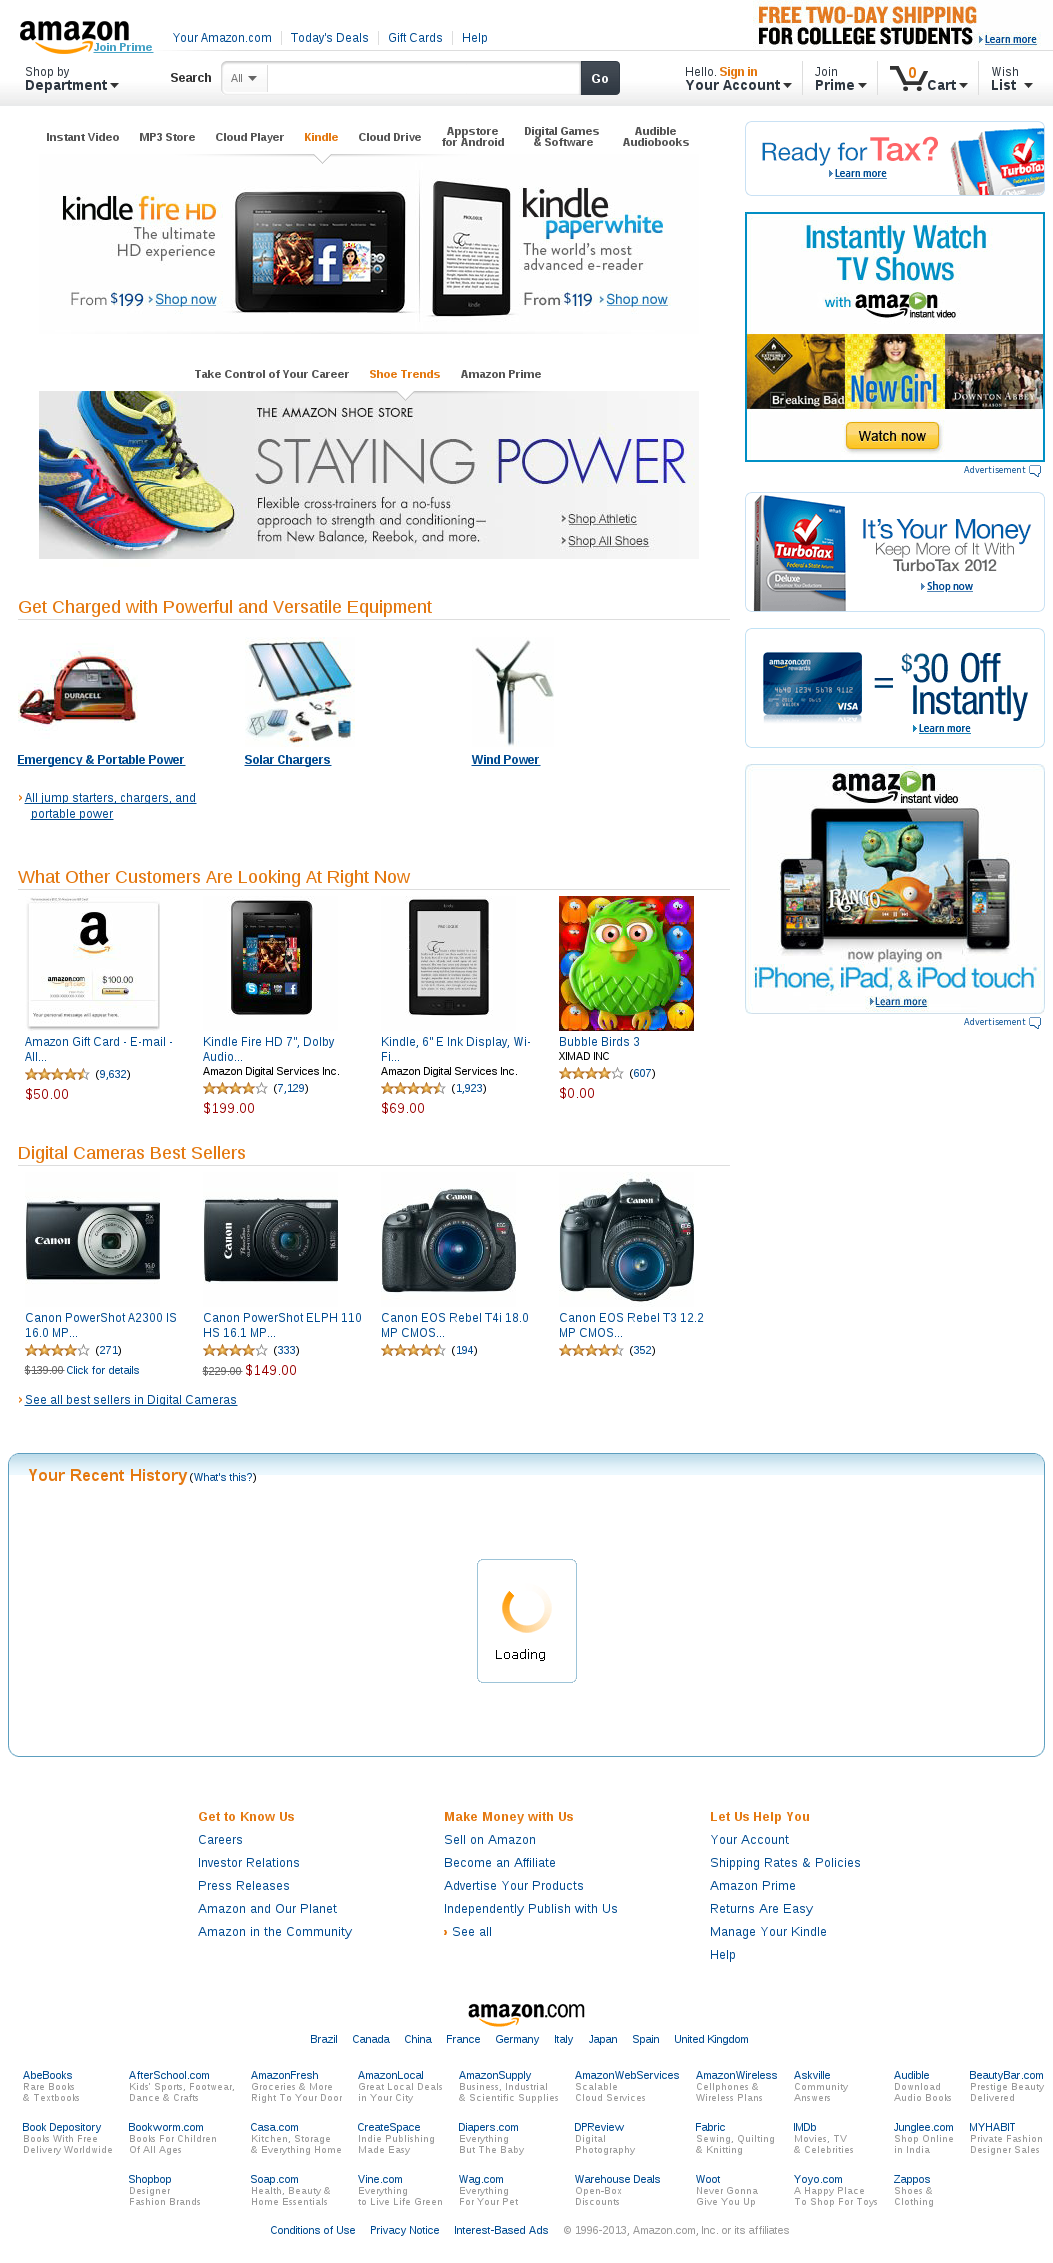 amazon
Join Prime
Your Amazon.com
Today's Deals
Gift Cards
Help
FREE TWO-DAY SHIPPING
FOR COLLEGE STUDENTS
Learn more
Shop by
Department
Search
All
Go
Hello. Sign in
Your Account
Join
Prime
0
Cart
Wish
List
Instant Video
MP3 Store
Cloud Player
Kindle
Cloud Drive
Appstore
for Android
Digital Games
& Software
Audible
Audiobooks
kindle fire HD
The ultimate
HD experience
From $199
Shop now
kindle
paperwhite
The world's most
advanced e-reader
From $119
Shop now
Ready for Tax?
Learn more
TurboTax
Instantly Watch
TV Shows
with amazon
instant video
Breaking Bad
New Girl
DOWNTON ABBEY
Watch now
Advertisement
Take Control of Your Career
Shoe Trends
Amazon Prime
THE AMAZON SHOE STORE
STAYING POWER
Flexible cross-trainers for a no-fuss
approach to strength and conditioning—
from New Balance, Reebok, and more.
Shop Athletic
Shop All Shoes
TurboTax
Federal & State Returns
Deluxe
It's Your Money
Keep More of It With
TurboTax 2012
Shop now
Get Charged with Powerful and Versatile Equipment
DURACELL
Emergency & Portable Power
Solar Chargers
Wind Power
All jump starters, chargers, and
portable power
amazon.com
rewards
VISA
= $30 Off
Instantly
Learn more
amazon
instant video
RANGO
now playing on
iPhone, iPad, & iPod touch
Learn more
Advertisement
What Other Customers Are Looking At Right Now
a
amazon.com
$100.00
Your personal message will appear here.
Amazon Gift Card - E-mail -
All...
(9,632)
$50.00
Kindle Fire HD 7", Dolby
Audio...
Amazon Digital Services Inc.
(7,129)
$199.00
Kindle, 6" E Ink Display, Wi-
Fi...
Amazon Digital Services Inc.
(1,923)
$69.00
Bubble Birds 3
XIMAD INC
(607)
$0.00
Digital Cameras Best Sellers
Canon
Canon
Canon
Canon
Canon PowerShot A2300 IS
16.0 MP...
(271)
$139.00 Click for details
Canon PowerShot ELPH 110
HS 16.1 MP...
(333)
$229.00 $149.00
Canon EOS Rebel T4i 18.0
MP CMOS...
(194)
Canon EOS Rebel T3 12.2
MP CMOS...
(352)
See all best sellers in Digital Cameras
Your Recent History (What's this?)
Loading
Get to Know Us
Careers
Investor Relations
Press Releases
Amazon and Our Planet
Amazon in the Community
Make Money with Us
Sell on Amazon
Become an Affiliate
Advertise Your Products
Independently Publish with Us
› See all
Let Us Help You
Your Account
Shipping Rates & Policies
Amazon Prime
Returns Are Easy
Manage Your Kindle
Help
amazon.com
Brazil
Canada
China
France
Germany
Italy
Japan
Spain
United Kingdom
AbeBooks
Rare Books
& Textbooks
AfterSchool.com
Kids' Sports, Footwear,
Dance & Crafts
AmazonFresh
Groceries & More
Right To Your Door
AmazonLocal
Great Local Deals
in Your City
AmazonSupply
Business, Industrial
& Scientific Supplies
AmazonWebServices
Scalable
Cloud Services
AmazonWireless
Cellphones &
Wireless Plans
Askville
Community
Answers
Audible
Download
Audio Books
BeautyBar.com
Prestige Beauty
Delivered
Book Depository
Books With Free
Delivery Worldwide
Bookworm.com
Books For Children
Of All Ages
Casa.com
Kitchen, Storage
& Everything Home
CreateSpace
Indie Publishing
Made Easy
Diapers.com
Everything
But The Baby
DPReview
Digital
Photography
Fabric
Sewing, Quilting
& Knitting
IMDb
Movies, TV
& Celebrities
Junglee.com
Shop Online
in India
MYHABIT
Private Fashion
Designer Sales
Shopbop
Designer
Fashion Brands
Soap.com
Health, Beauty &
Home Essentials
Vine.com
Everything
to Live Life Green
Wag.com
Everything
For Your Pet
Warehouse Deals
Open-Box
Discounts
Woot
Never Gonna
Give You Up
Yoyo.com
A Happy Place
To Shop For Toys
Zappos
Shoes &
Clothing
Conditions of Use
Privacy Notice
Interest-Based Ads
© 1996-2013, Amazon.com, Inc. or its affiliates